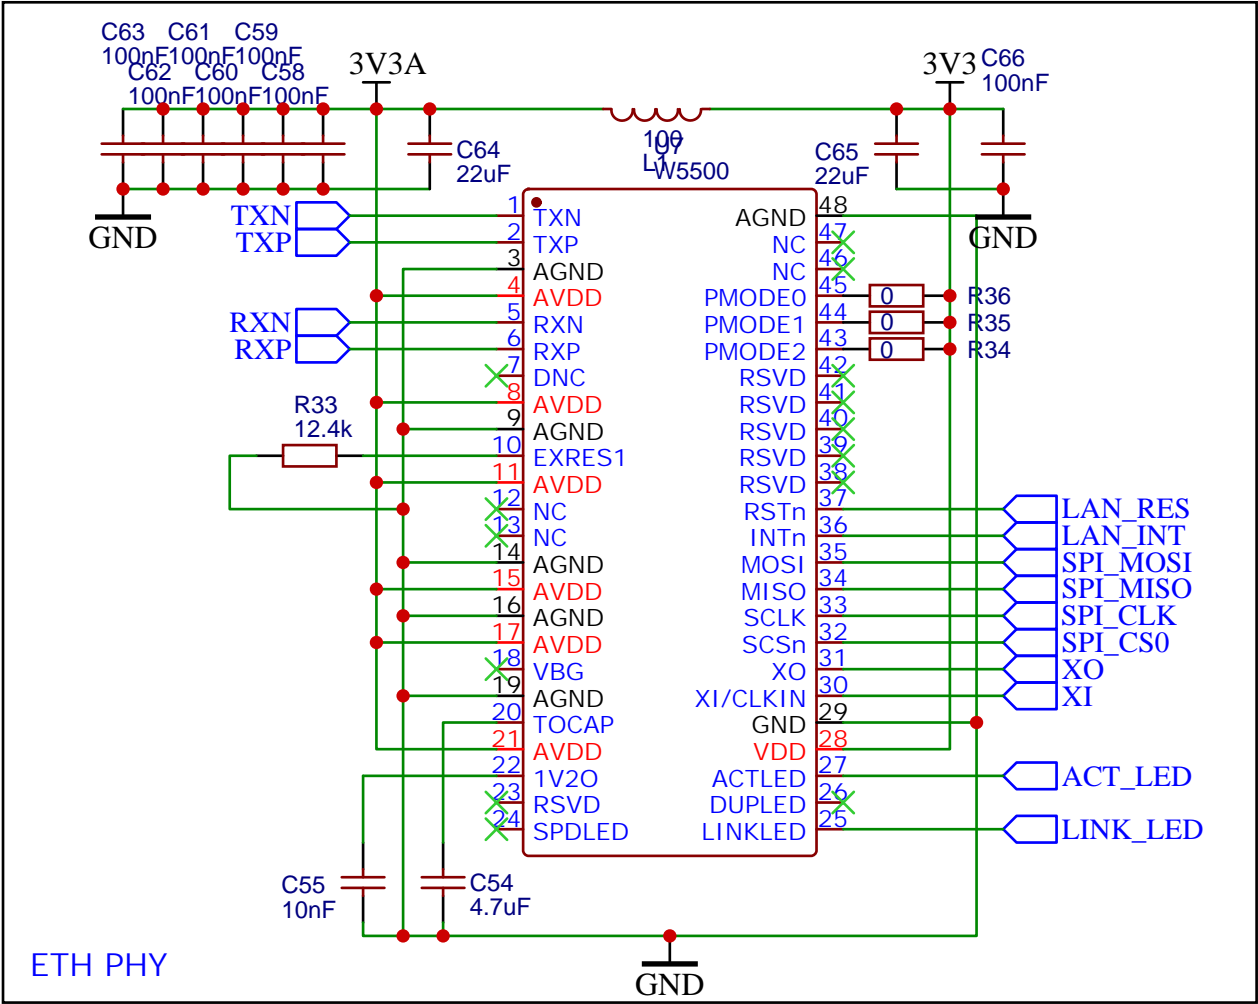 C63 C61 C59
100nF 100nF 100nF
C62 C60 C58
100nF 100nF 100nF
3V3A
3V3
C66
100nF
C64
22uF
100
L1
U7
W5500
C65
22uF
GND
GND
TXN
TXP
RXN
RXP
R33
12.4k
1 TXN
2 TXP
3 AGND
4 AVDD
5 RXN
6 RXP
7 DNC
8 AVDD
9 AGND
10 EXRES1
11 AVDD
12 NC
13 NC
14 AGND
15 AVDD
16 AGND
17 AVDD
18 VBG
19 AGND
20 TOCAP
21 AVDD
22 1V2O
23 RSVD
24 SPDLED
AGND 48
NC 47
NC 46
PMODE0 45 0 R36
PMODE1 44 0 R35
PMODE2 43 0 R34
RSVD 42
RSVD 41
RSVD 40
RSVD 39
RSVD 38
RSTn 37 LAN_RES
INTn 36 LAN_INT
MOSI 35 SPI_MOSI
MISO 34 SPI_MISO
SCLK 33 SPI_CLK
SCSn 32 SPI_CS0
XO 31 XO
XI/CLKIN 30 XI
GND 29
VDD 28
ACTLED 27 ACT_LED
DUPLED 26
LINKLED 25 LINK_LED
C55
10nF
C54
4.7uF
ETH PHY
GND